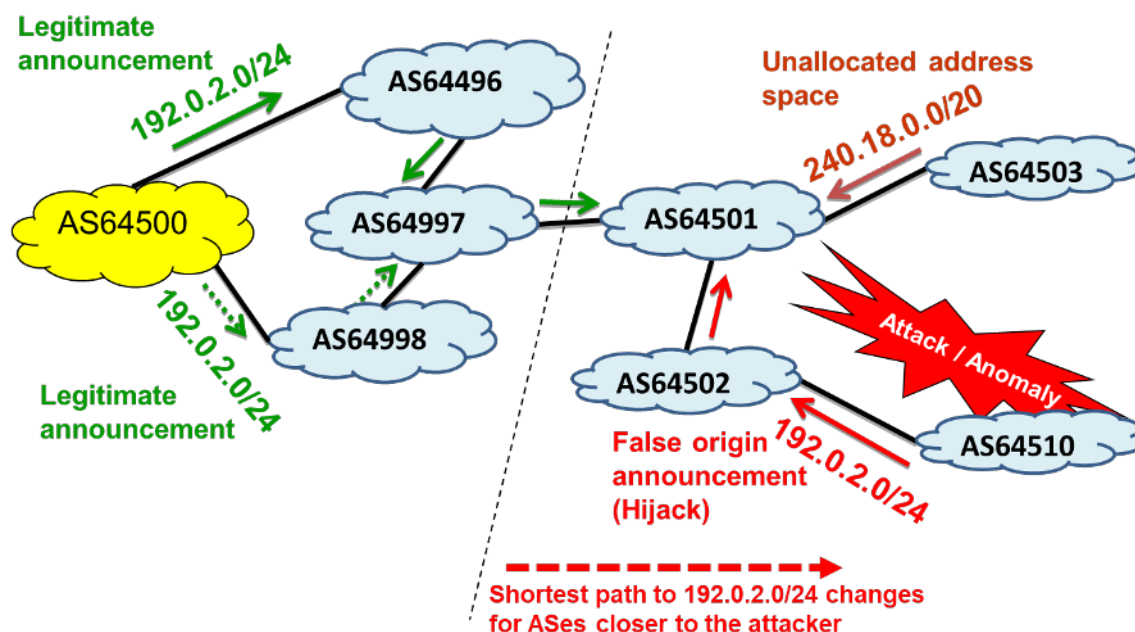 Legitimate
announcement
192.0.2.0/24
AS64496
Unallocated address
space
240.18.0.0/20
AS64503
AS64500
AS64997
AS64501
192.0.2.0/24
AS64998
Legitimate
announcement
Attack / Anomaly
AS64502
AS64510
192.0.2.0/24
False origin
announcement
(Hijack)
Shortest path to 192.0.2.0/24 changes
for ASes closer to the attacker